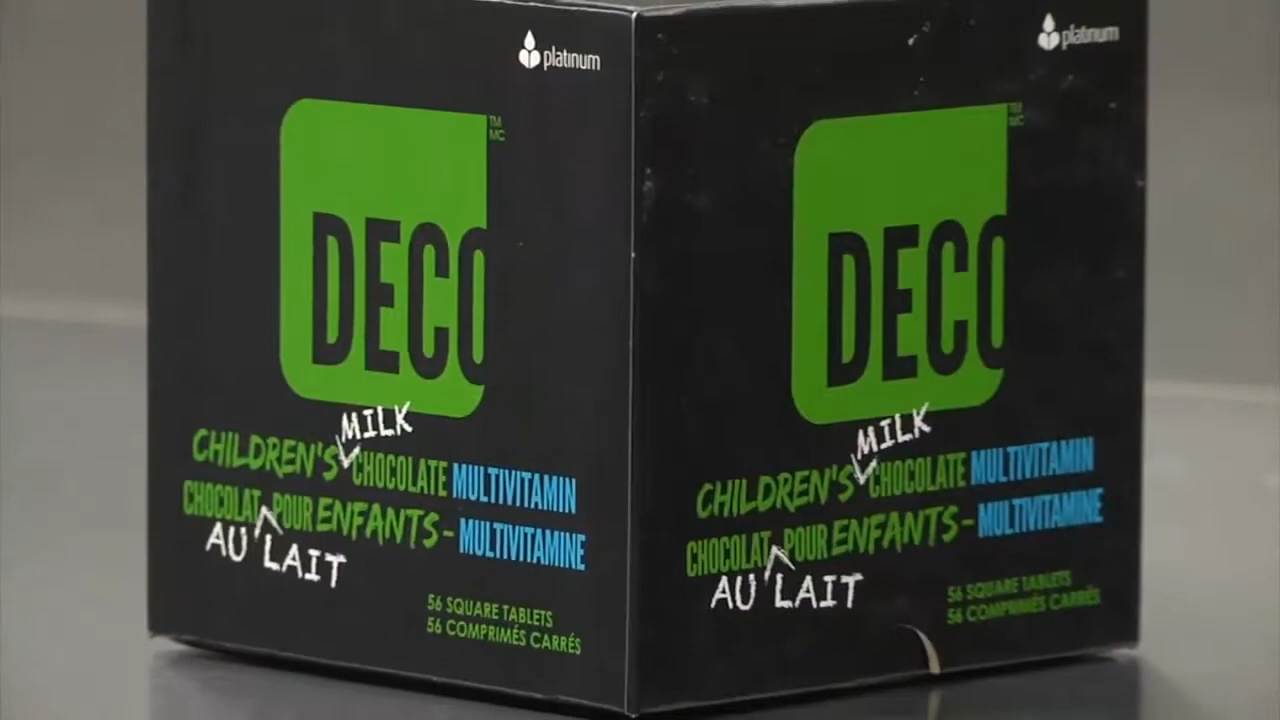 platinum
TM
MC
DECO
MILK
CHILDREN'S CHOCOLATE MULTIVITAMIN
CHOCOLAT POUR ENFANTS - MULTIVITAMINE
AU LAIT
56 SQUARE TABLETS
56 COMPRIMÉS CARRÉS
platinum
TM
MC
DECO
MILK
CHILDREN'S CHOCOLATE MULTIVITAMIN
CHOCOLAT POUR ENFANTS - MULTIVITAMINE
AU LAIT
56 SQUARE TABLETS
56 COMPRIMÉS CARRÉS